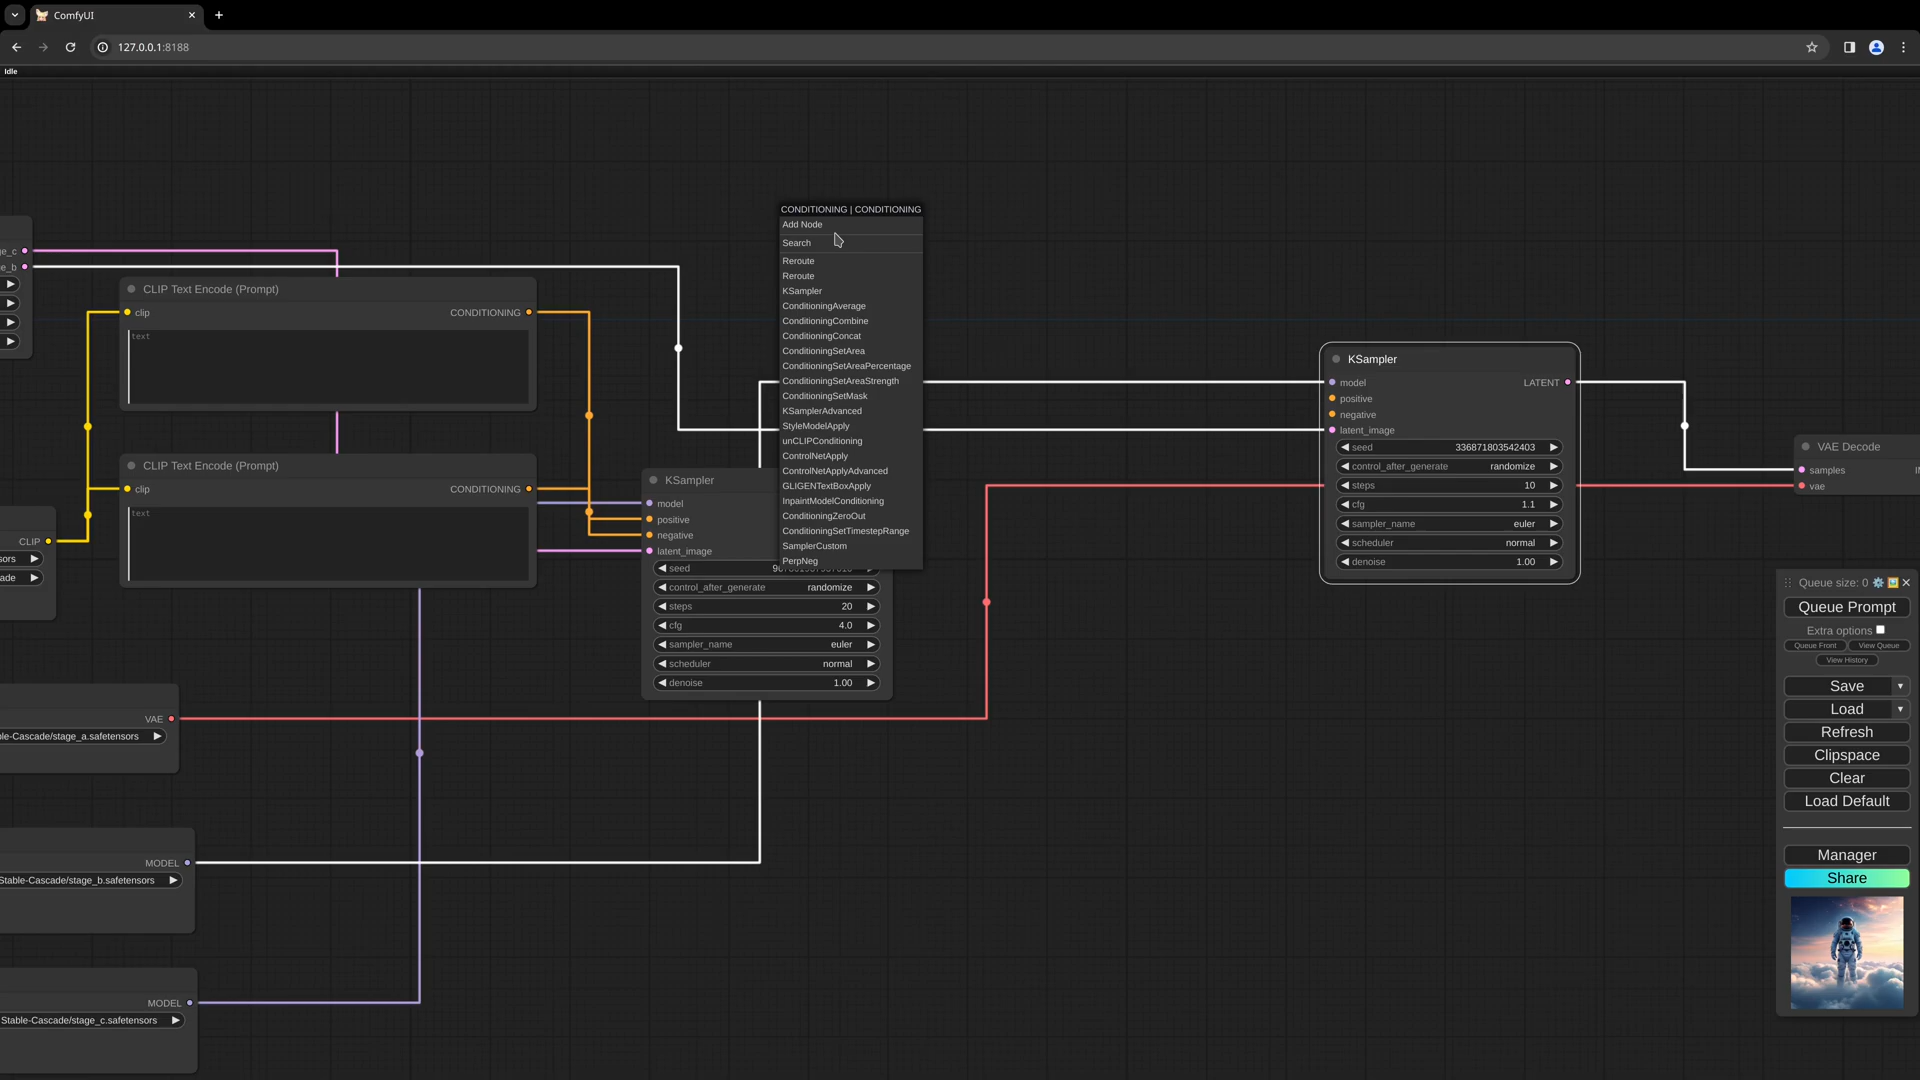 ComfyUI
127.0.0.1:8188
Idle
ge_c
e_b
CLIP Text Encode (Prompt)
clip
CONDITIONING
text
CLIP Text Encode (Prompt)
clip
CONDITIONING
text
CLIP
sors
ade
VAE
ble-Cascade/stage_a.safetensors
MODEL
Stable-Cascade/stage_b.safetensors
MODEL
Stable-Cascade/stage_c.safetensors
CONDITIONING | CONDITIONING
Add Node
Search
Reroute
Reroute
KSampler
ConditioningAverage
ConditioningCombine
ConditioningConcat
ConditioningSetArea
ConditioningSetAreaPercentage
ConditioningSetAreaStrength
ConditioningSetMask
KSamplerAdvanced
StyleModelApply
unCLIPConditioning
ControlNetApply
ControlNetApplyAdvanced
GLIGENTextBoxApply
InpaintModelConditioning
ConditioningZeroOut
ConditioningSetTimestepRange
SamplerCustom
PerpNeg
KSampler
model
positive
negative
latent_image
seed
control_after_generate randomize
steps 20
cfg 4.0
sampler_name euler
scheduler normal
denoise 1.00
KSampler
model LATENT
positive
negative
latent_image
seed 336871803542403
control_after_generate randomize
steps 10
cfg 1.1
sampler_name euler
scheduler normal
denoise 1.00
VAE Decode
samples
vae
Queue size: 0
Queue Prompt
Extra options
Queue Front View Queue
View History
Save
Load
Refresh
Clipspace
Clear
Load Default
Manager
Share